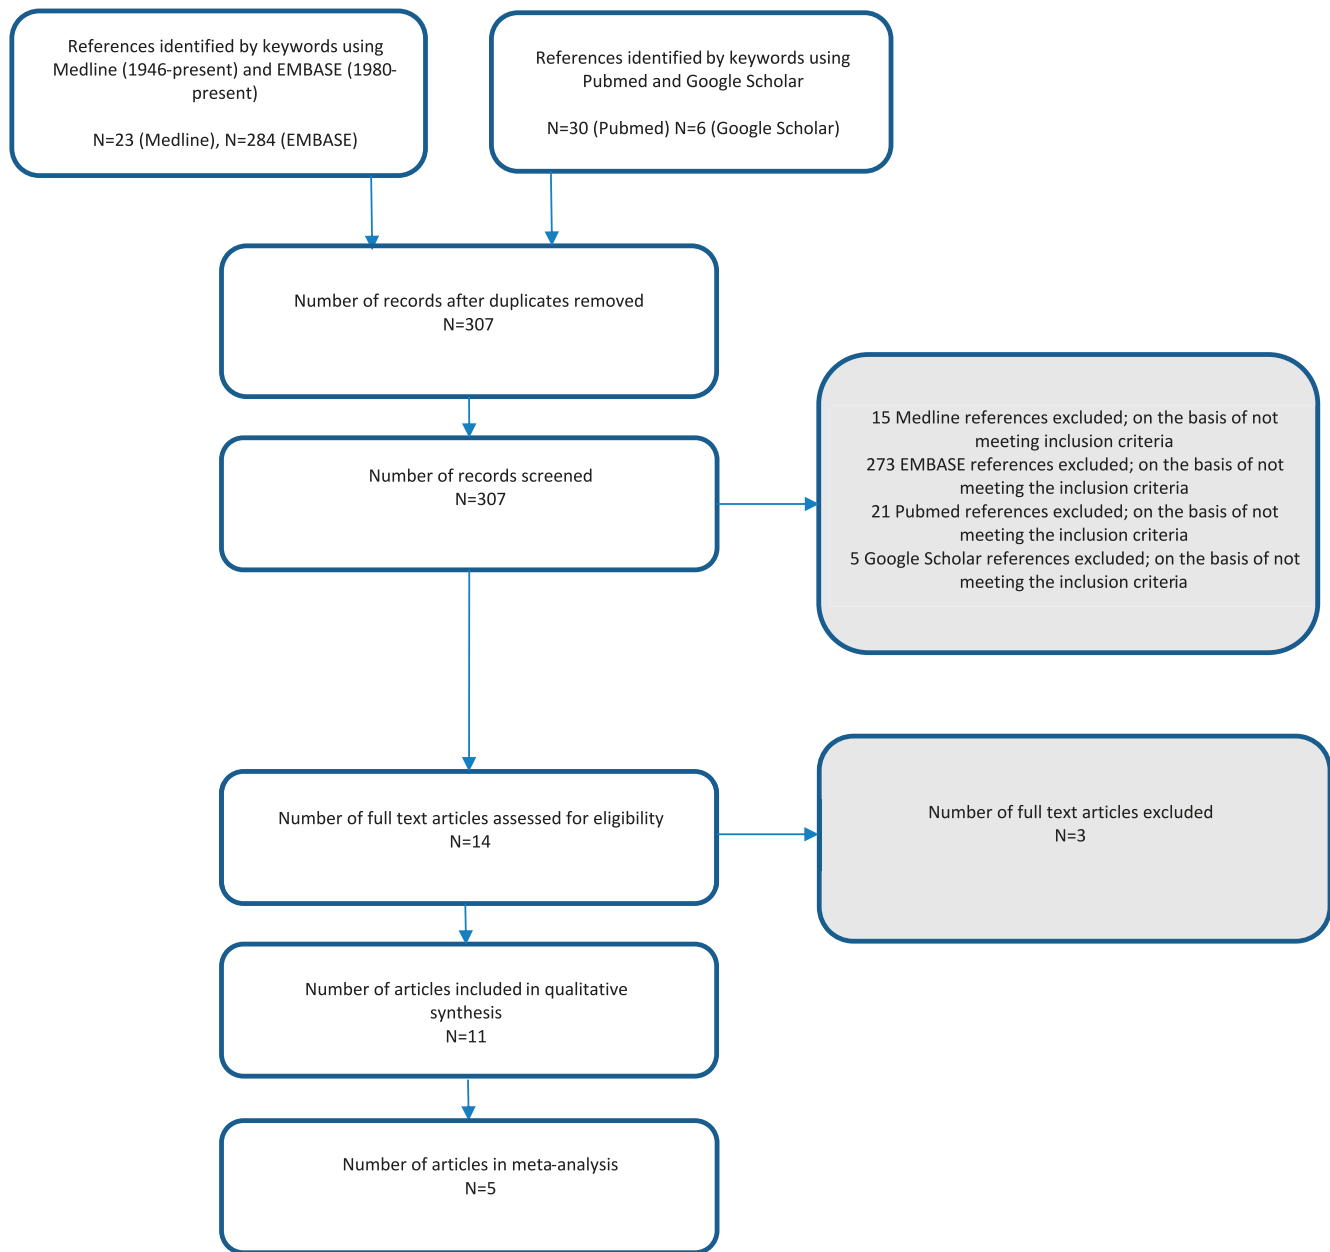 References identified by keywords using
Medline (1946-present) and EMBASE (1980-
present)
N=23 (Medline), N=284 (EMBASE)
References identified by keywords using
Pubmed and Google Scholar
N=30 (Pubmed) N=6 (Google Scholar)
Number of records after duplicates removed
N=307
Number of records screened
N=307
15 Medline references excluded; on the basis of not
meeting inclusion criteria
273 EMBASE references excluded; on the basis of not
meeting the inclusion criteria
21 Pubmed references excluded; on the basis of not
meeting the inclusion criteria
5 Google Scholar references excluded; on the basis of not
meeting the inclusion criteria
Number of full text articles assessed for eligibility
N=14
Number of full text articles excluded
N=3
Number of articles included in qualitative
synthesis
N=11
Number of articles in meta-analysis
N=5